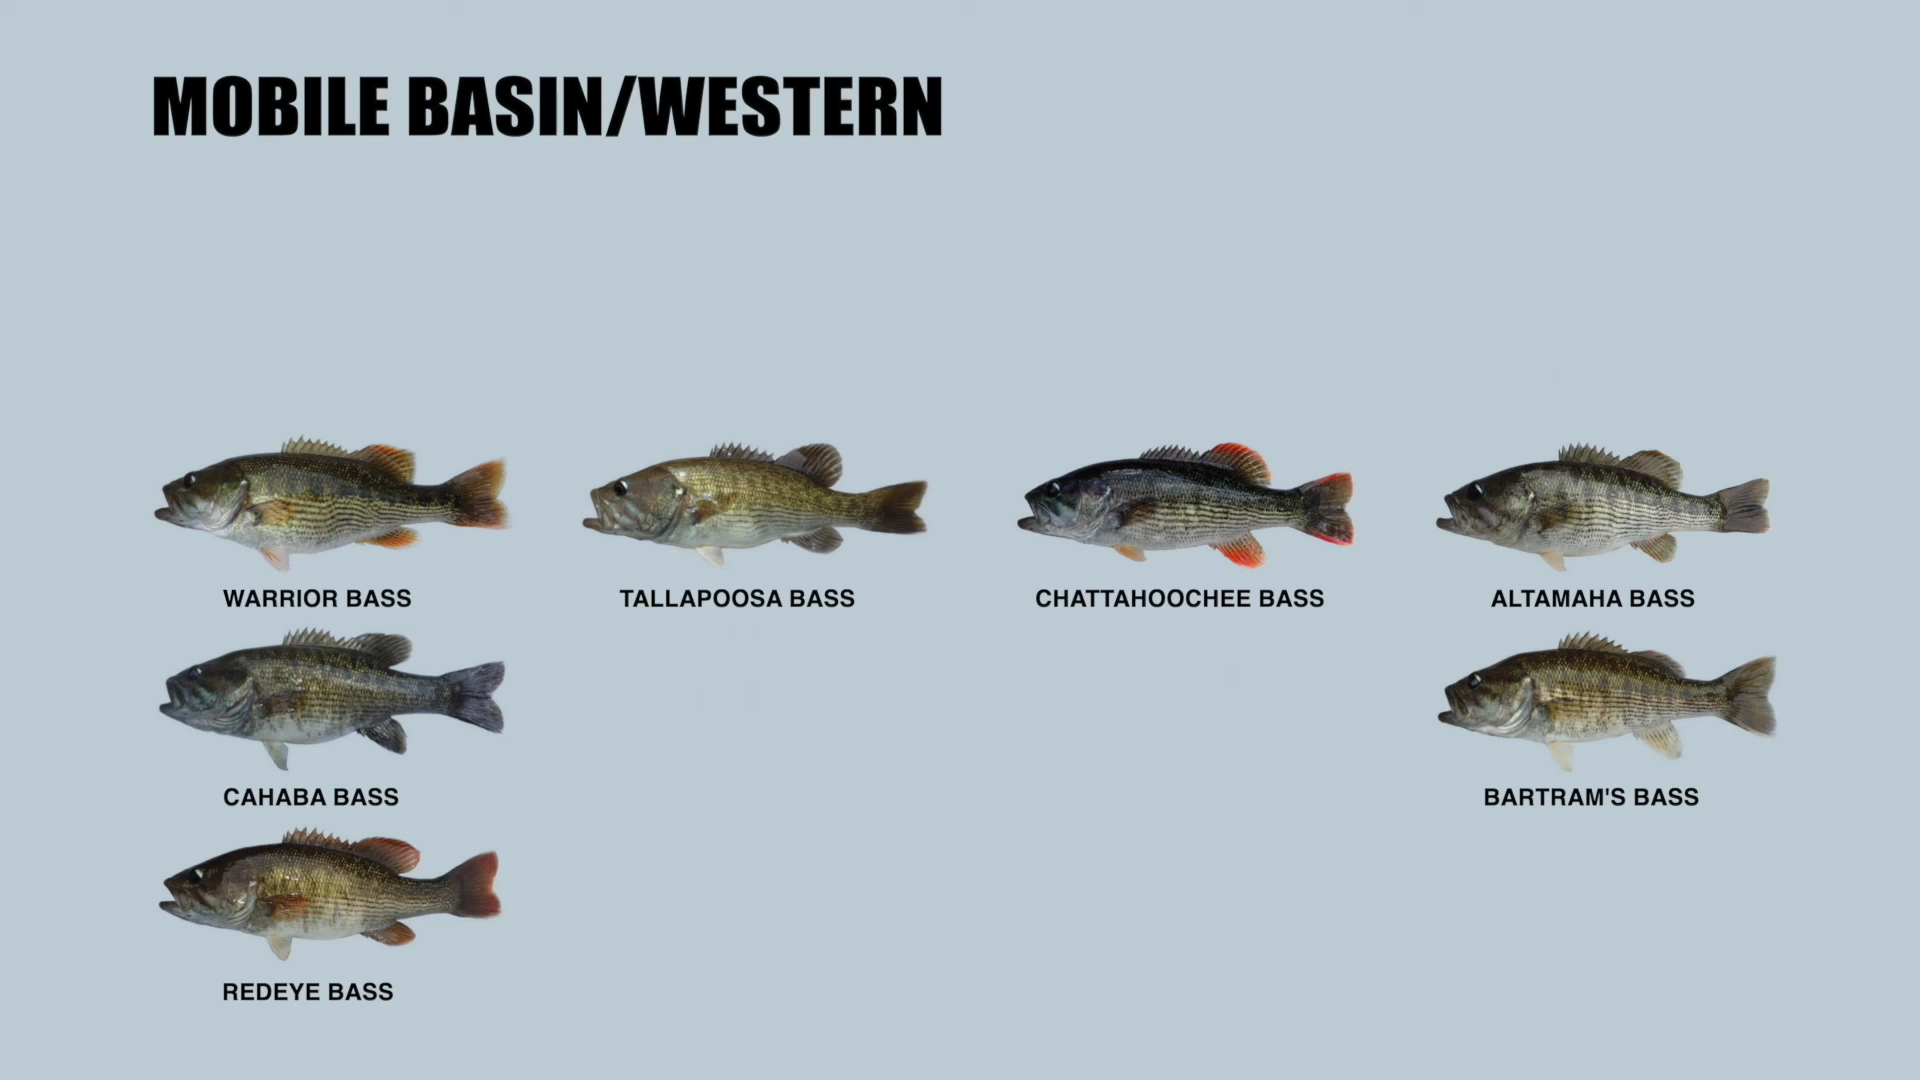 MOBILE BASIN/WESTERN
WARRIOR BASS
TALLAPOOSA BASS
CHATTAHOOCHEE BASS
ALTAMAHA BASS
CAHABA BASS
BARTRAM'S BASS
REDEYE BASS